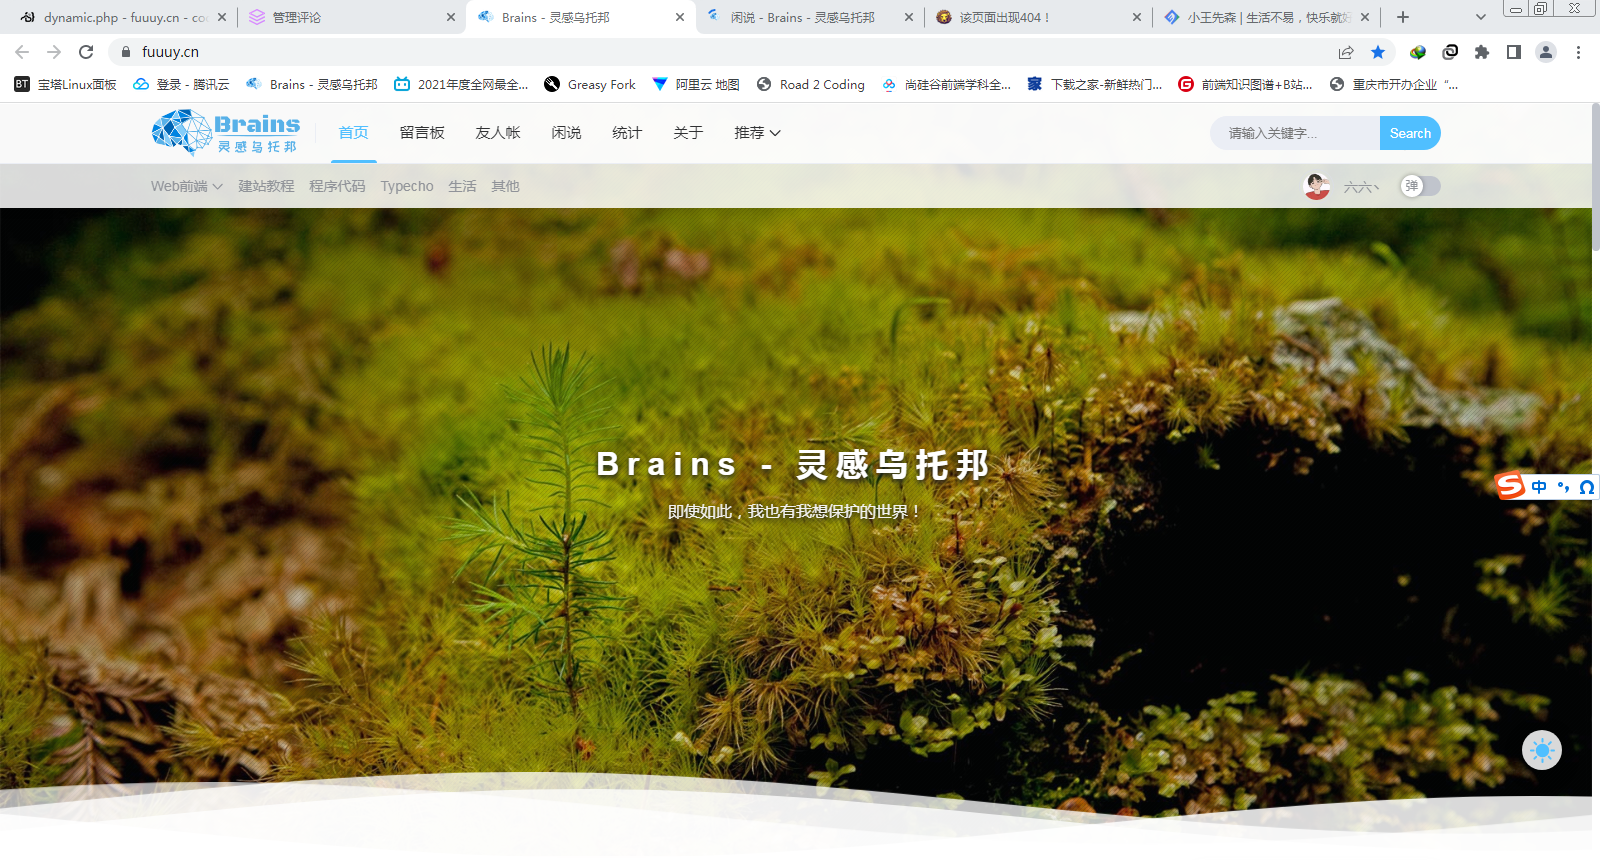 dynamic.php - fuuuy.cn - co
管理评论
Brains - 灵感乌托邦
闲说 - Brains - 灵感乌托邦
该页面出现404！
小王先森 | 生活不易，快乐就好
fuuuy.cn
BT 宝塔Linux面板
登录 - 腾讯云
Brains - 灵感乌托邦
2021年度全网最全...
Greasy Fork
阿里云 地图
Road 2 Coding
尚硅谷前端学科全...
家 下载之家-新鲜热门...
前端知识图谱+B站...
重庆市开办企业“...
Brains
灵感乌托邦
首页 留言板 友人帐 闲说 统计 关于 推荐
请输入关键字... Search
Web前端 建站教程 程序代码 Typecho 生活 其他
六六丶 弹
Brains - 灵感乌托邦
即使如此，我也有我想保护的世界！
S 中 °, Ω